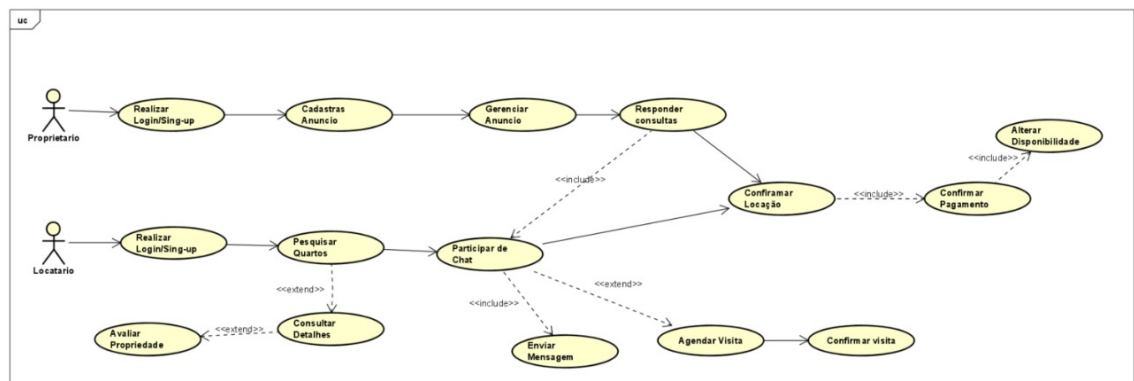 uc
Proprietario
Realizar
Login/Sing-up
Cadastras
Anuncio
Gerenciar
Anuncio
Responder
consultas
Alterar
Disponibilidade
<<include>>
<<include>>
Confiramar
Locação
<<include>>
Confirmar
Pagamento
Locatario
Realizar
Login/Sing-up
Pesquisar
Quartos
Participar de
Chat
<<extend>>
<<include>>
<<extend>>
Avaliar
Propriedade
<<extend>>
Consultar
Detalhes
Enviar
Mensagem
Agendar Visita
Confirmar visita